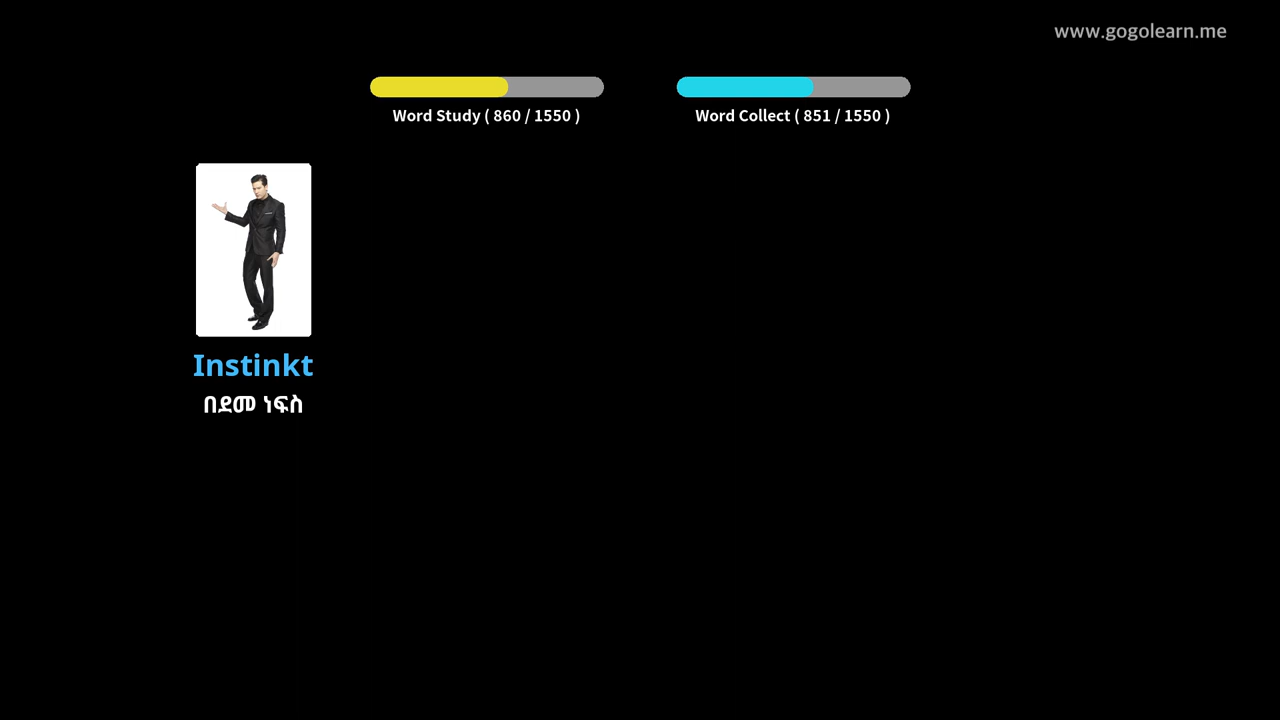 www.gogolearn.me
Word Study ( 860 / 1550 )
Word Collect ( 851 / 1550 )
Instinkt
በደመ ነፍስ